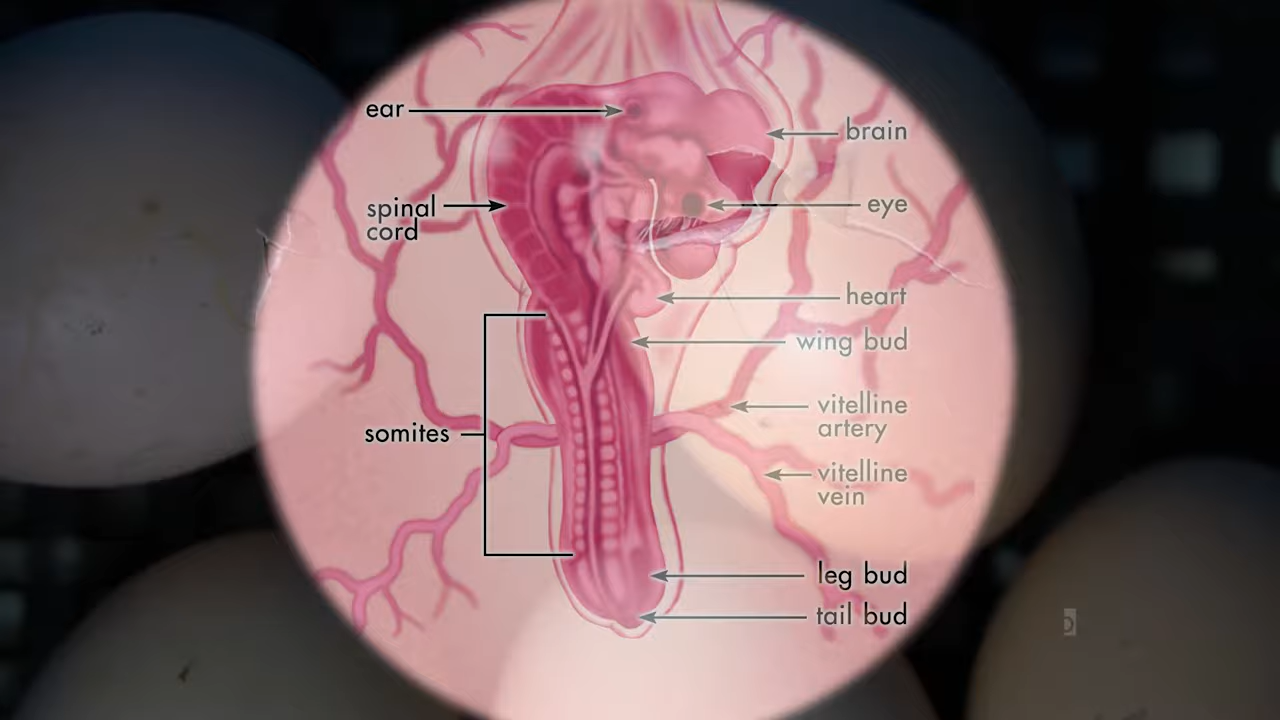 ear
brain
spinal
cord
eye
heart
wing bud
vitelline
artery
somites
vitelline
vein
leg bud
tail bud